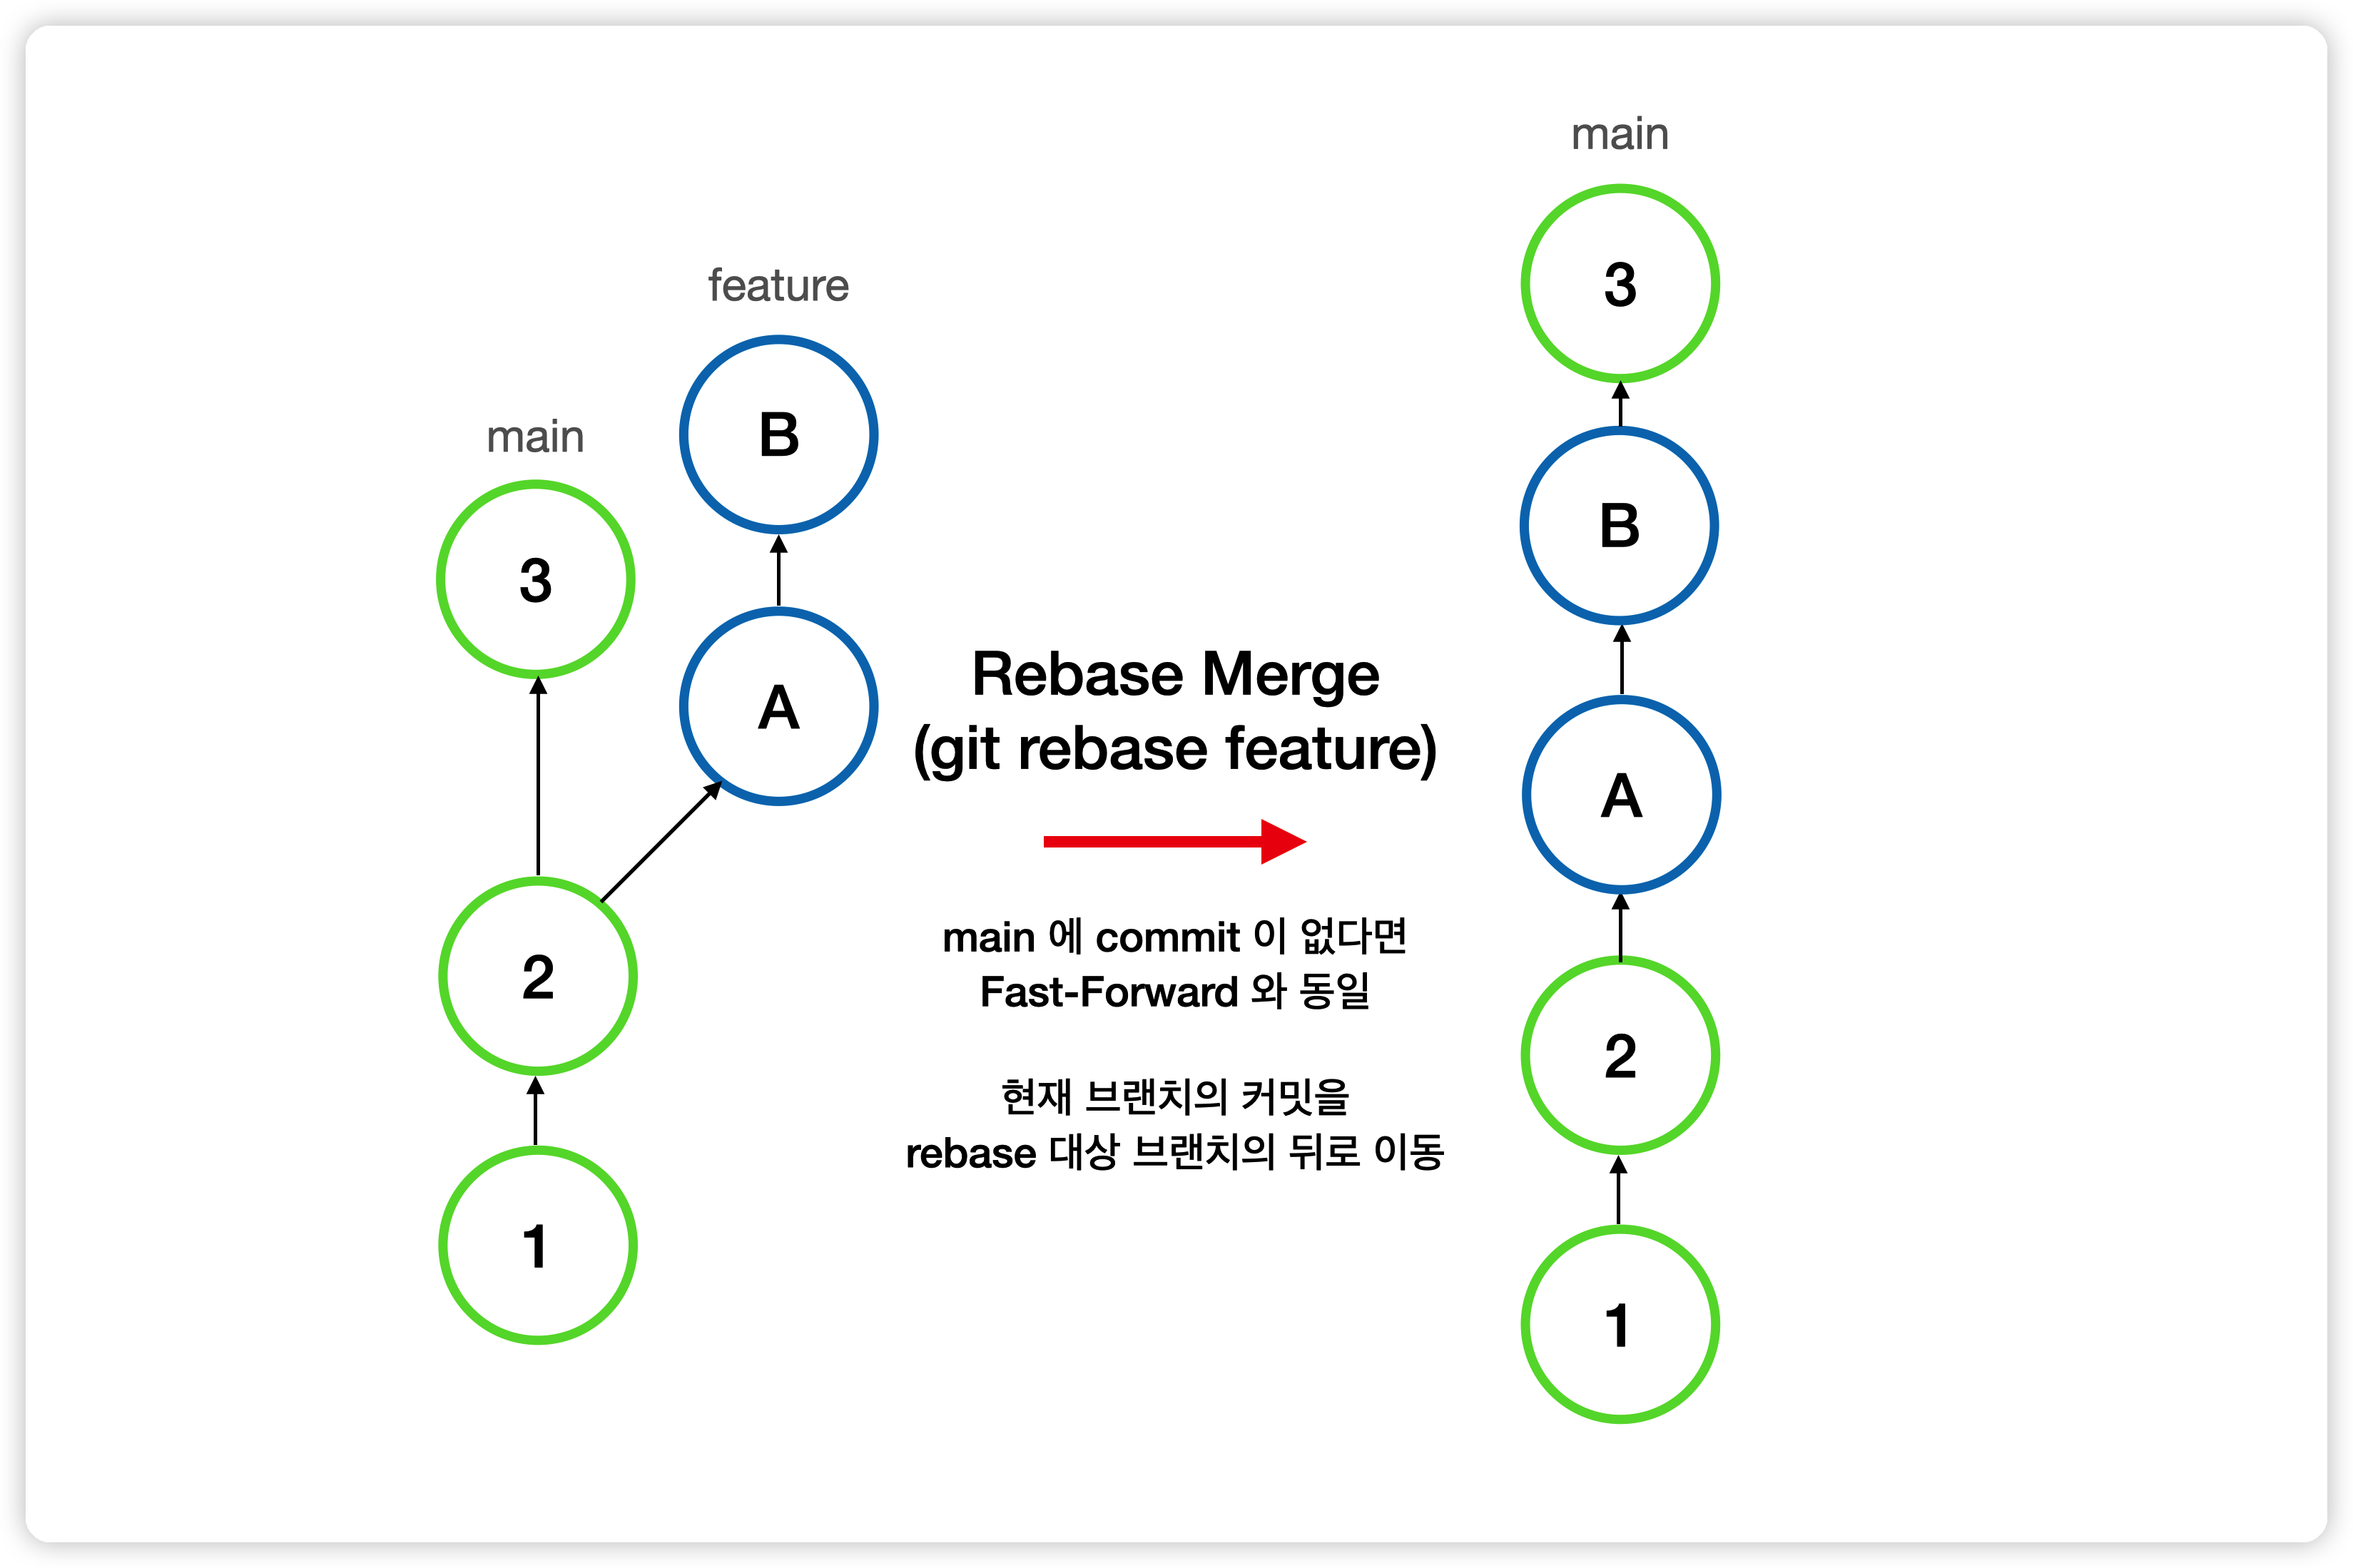 main
feature
B
main
3
A
2
1
Rebase Merge
(git rebase feature)
main 에 commit 이 없다면
Fast-Forward 와 동일
현재 브랜치의 커밋을
rebase 대상 브랜치의 뒤로 이동
main
3
B
A
2
1